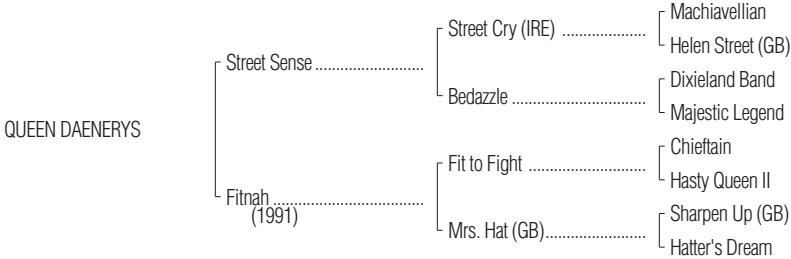 Machiavellian
Street Cry (IRE) ....................
Helen Street (GB)
Street Sense ..........................
Dixieland Band
Bedazzle ................................
Majestic Legend
QUEEN DAENERYS
Chieftain
Fit to Fight ............................
Hasty Queen II
Fitnah ....................................
(1991)
Sharpen Up (GB)
Mrs. Hat (GB)........................
Hatter's Dream